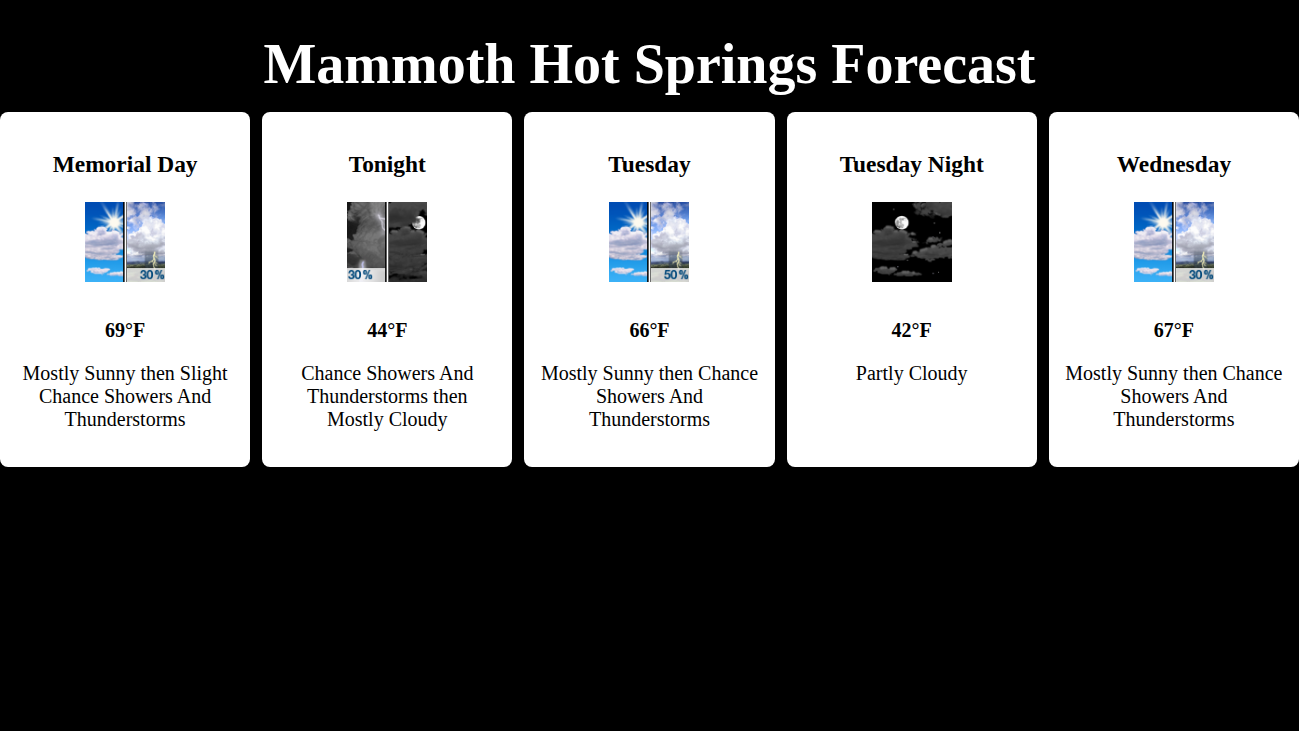 Mammoth Hot Springs Forecast
Memorial Day
30%
69°F
Mostly Sunny then Slight
Chance Showers And
Thunderstorms
Tonight
30%
44°F
Chance Showers And
Thunderstorms then
Mostly Cloudy
Tuesday
50%
66°F
Mostly Sunny then Chance
Showers And
Thunderstorms
Tuesday Night
42°F
Partly Cloudy
Wednesday
30%
67°F
Mostly Sunny then Chance
Showers And
Thunderstorms